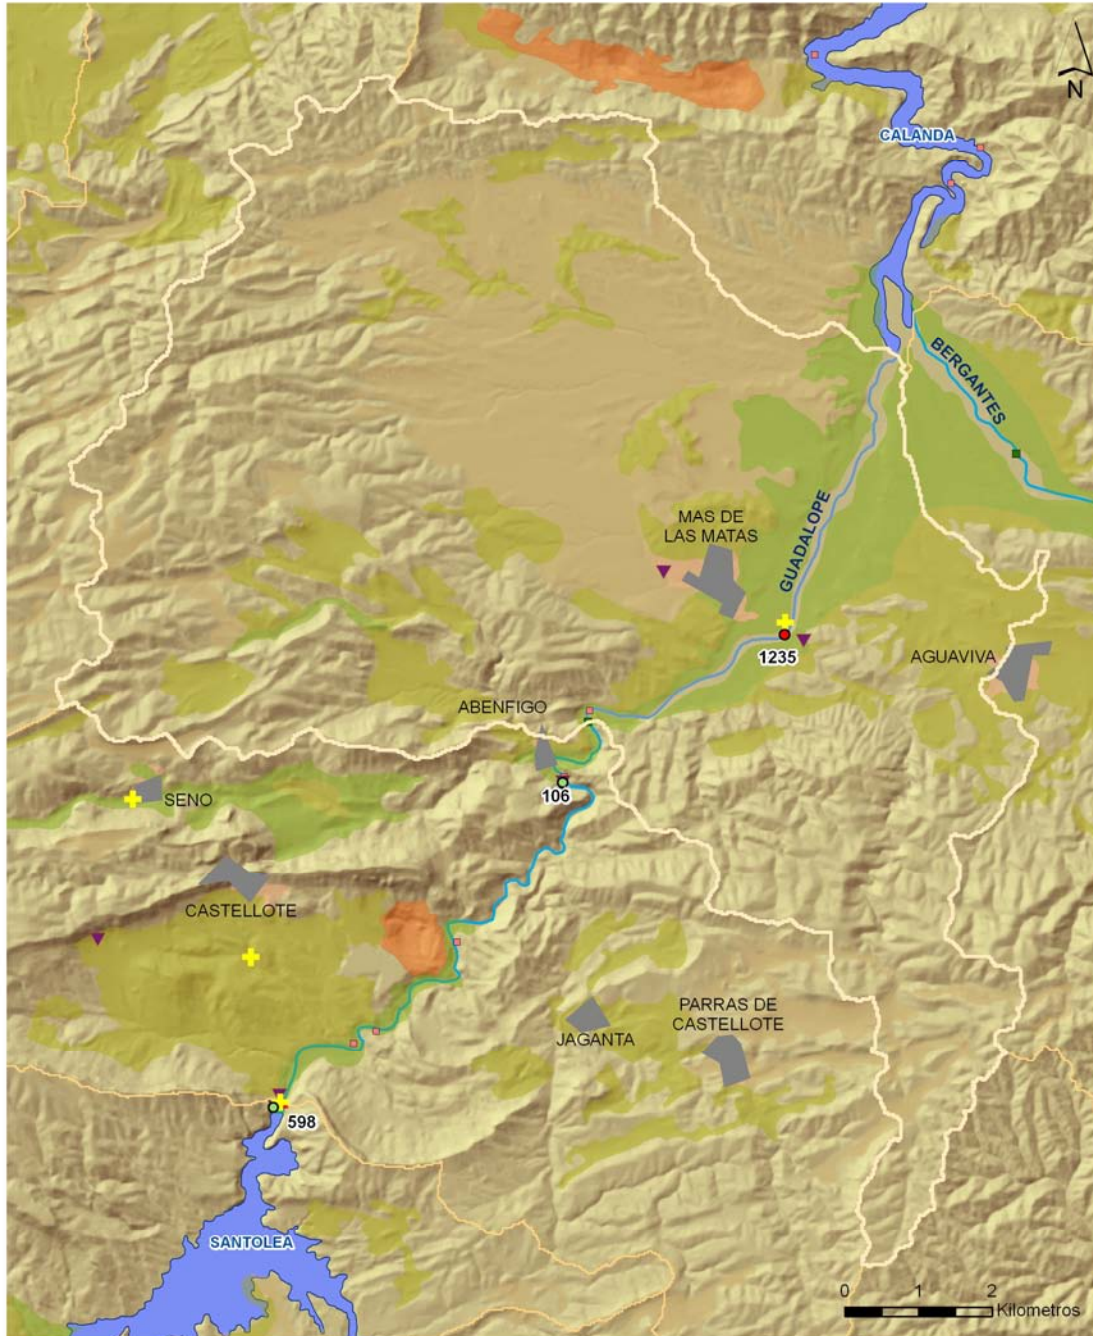 N
CALANDA
BERGANTES
MAS DE
LAS MATAS
GUADALOPE
1235
AGUAVIVA
ABENFIGO
106
SENO
CASTELLOTE
PARRAS DE
CASTELLOTE
JAGANTA
598
SANTOLEA
0 1 2
Kilometros